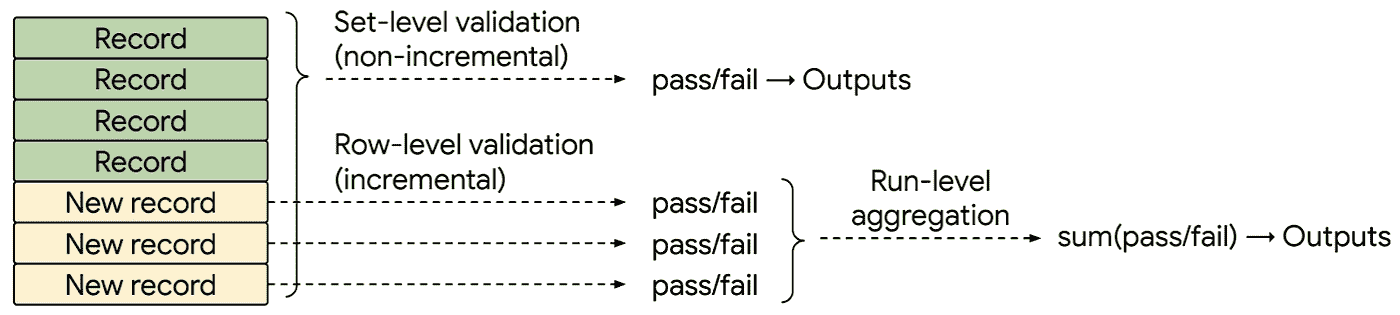 Record
Record
Record
Record
New record
New record
New record
Set-level validation
(non-incremental)
pass/fail → Outputs
Row-level validation
(incremental)
pass/fail
pass/fail
pass/fail
Run-level
aggregation
sum(pass/fail) → Outputs